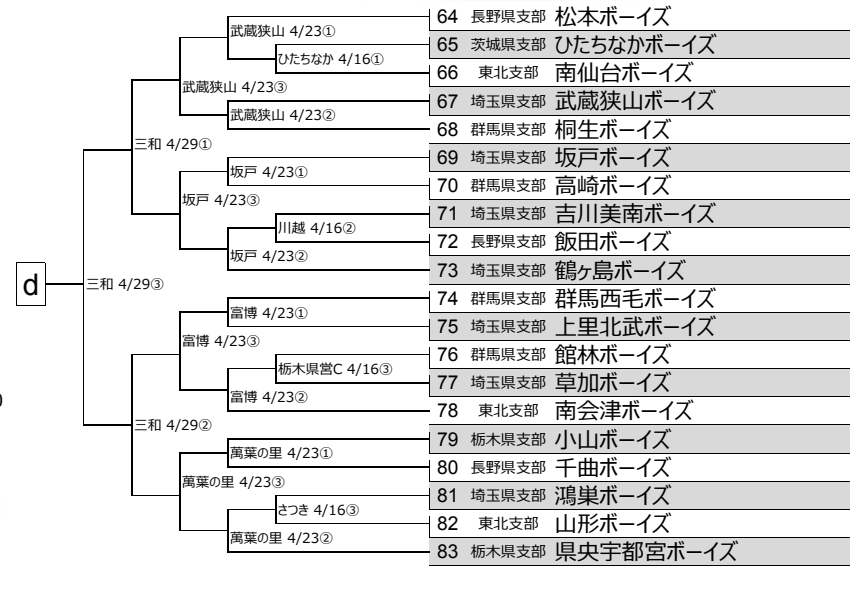 64 長野県支部 松本ボーイズ
武蔵狭山 4/23①
65 茨城県支部 ひたちなかボーイズ
ひたちなか 4/16①
66 東北支部 南仙台ボーイズ
武蔵狭山 4/23③
67 埼玉県支部 武蔵狭山ボーイズ
武蔵狭山 4/23②
68 群馬県支部 桐生ボーイズ
三和 4/29①
69 埼玉県支部 坂戸ボーイズ
坂戸 4/23①
70 群馬県支部 高崎ボーイズ
坂戸 4/23③
71 埼玉県支部 吉川美南ボーイズ
川越 4/16②
72 長野県支部 飯田ボーイズ
坂戸 4/23②
73 埼玉県支部 鶴ヶ島ボーイズ
d
三和 4/29③
74 群馬県支部 群馬西毛ボーイズ
富博 4/23①
75 埼玉県支部 上里北武ボーイズ
富博 4/23③
76 群馬県支部 館林ボーイズ
栃木県営C 4/16③
77 埼玉県支部 草加ボーイズ
富博 4/23②
78 東北支部 南会津ボーイズ
三和 4/29②
79 栃木県支部 小山ボーイズ
萬葉の里 4/23①
80 長野県支部 千曲ボーイズ
萬葉の里 4/23③
81 埼玉県支部 鴻巣ボーイズ
さつき 4/16③
82 東北支部 山形ボーイズ
萬葉の里 4/23②
83 栃木県支部 県央宇都宮ボーイズ